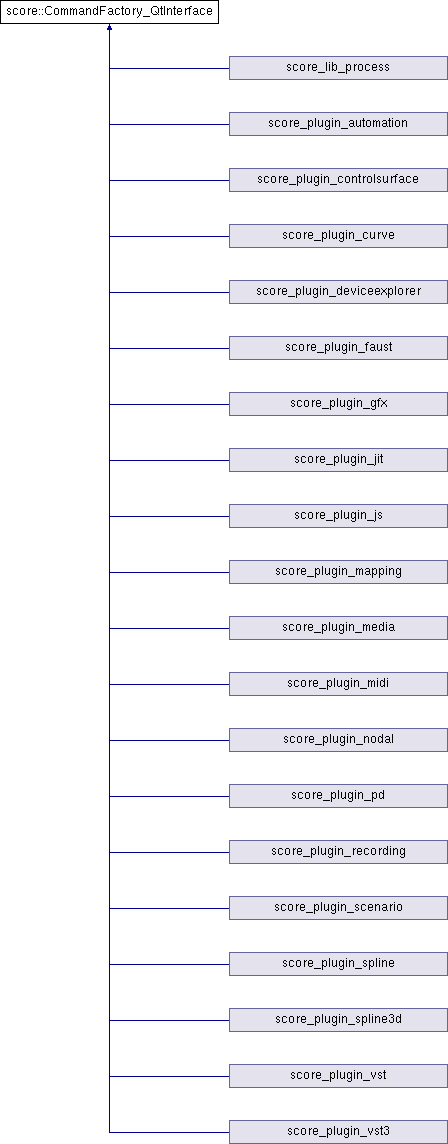 score::CommandFactory_QtInterface
score_lib_process
score_plugin_automation
score_plugin_controlsurface
score_plugin_curve
score_plugin_deviceexplorer
score_plugin_faust
score_plugin_gfx
score_plugin_jit
score_plugin_js
score_plugin_mapping
score_plugin_media
score_plugin_midi
score_plugin_nodal
score_plugin_pd
score_plugin_recording
score_plugin_scenario
score_plugin_spline
score_plugin_spline3d
score_plugin_vst
score_plugin_vst3